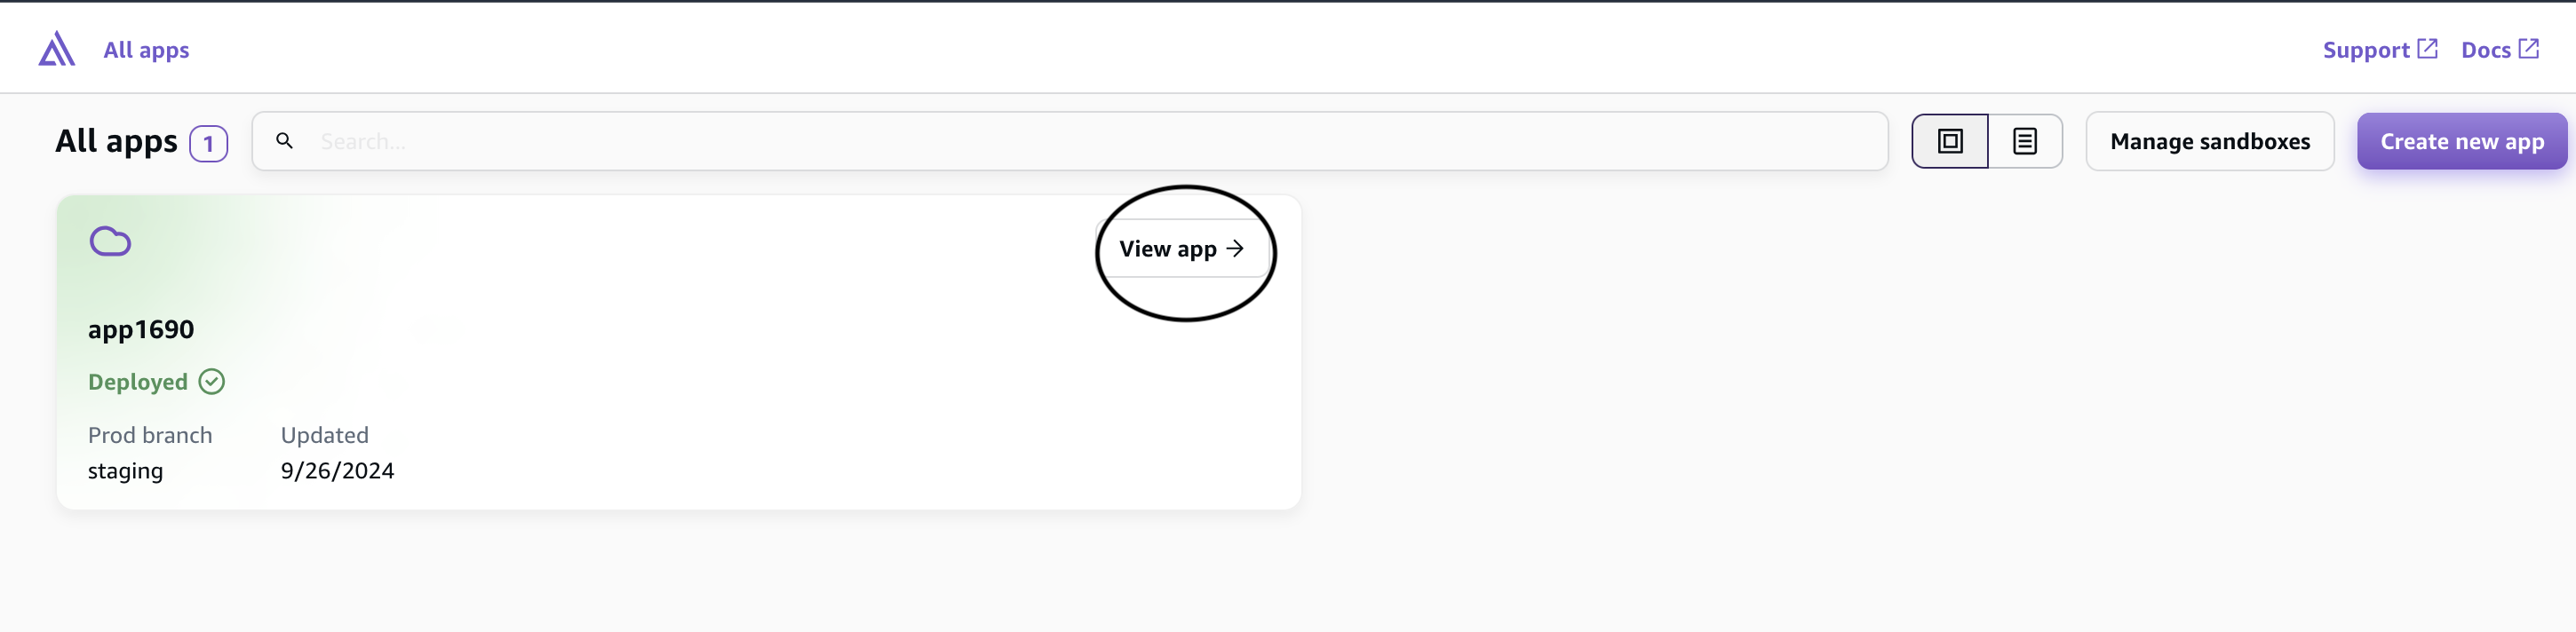 All apps
Support
Docs
All apps 1
Search...
Manage sandboxes
Create new app
View app →
app1690
Deployed
Prod branch
Updated
staging
9/26/2024